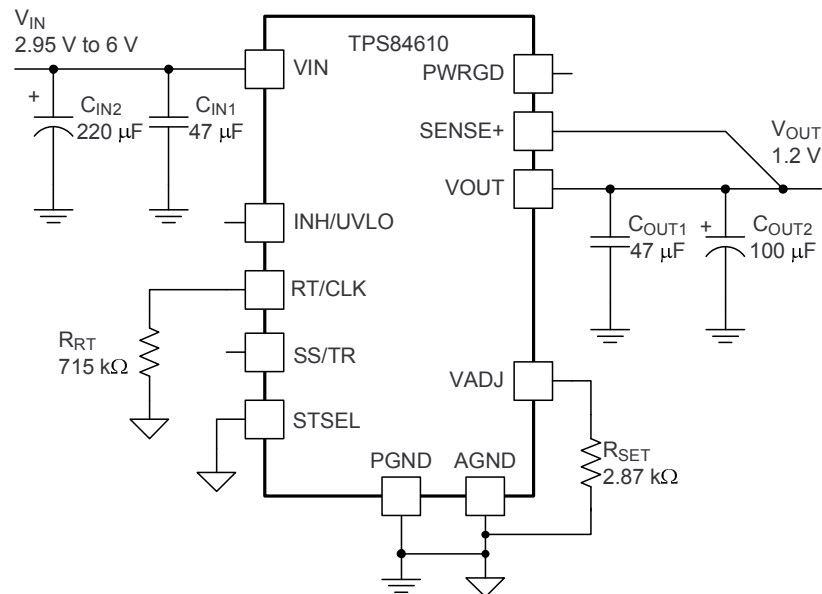 V_IN
2.95 V to 6 V
TPS84610
VIN
PWRGD
C_IN2
220 μF
C_IN1
47 μF
SENSE+
V_OUT
1.2 V
VOUT
INH/UVLO
C_OUT1
47 μF
C_OUT2
100 μF
RT/CLK
R_RT
715 kΩ
SS/TR
VADJ
STSEL
PGND
AGND
R_SET
2.87 kΩ
+
+